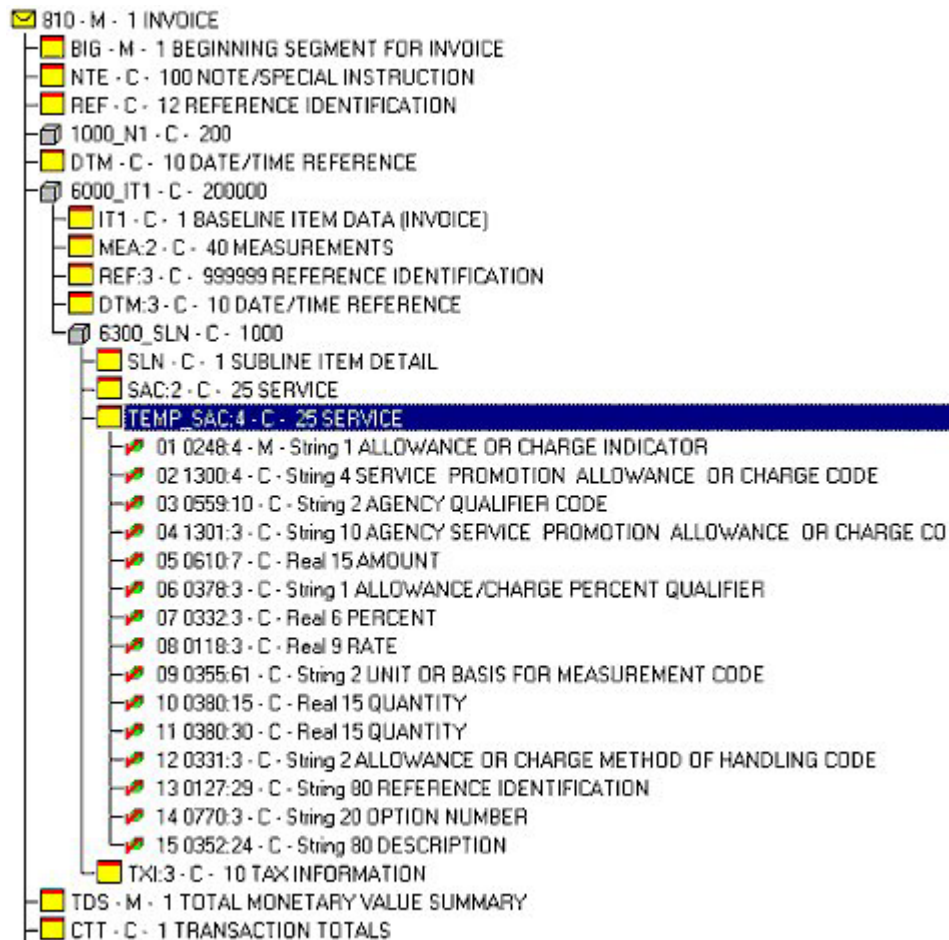 810 - M - 1 INVOICE
BIG - M - 1 BEGINNING SEGMENT FOR INVOICE
NTE - C - 100 NOTE/SPECIAL INSTRUCTION
REF - C - 12 REFERENCE IDENTIFICATION
1000_N1 - C - 200
DTM - C - 10 DATE/TIME REFERENCE
6000_IT1 - C - 200000
IT1 - C - 1 BASELINE ITEM DATA (INVOICE)
MEA:2 - C - 40 MEASUREMENTS
REF:3 - C - 999999 REFERENCE IDENTIFICATION
DTM:3 - C - 10 DATE/TIME REFERENCE
6300_SLN - C - 1000
SLN - C - 1 SUBLINE ITEM DETAIL
SAC:2 - C - 25 SERVICE
TEMP_SAC:4 - C - 25 SERVICE
01 0248:4 - M - String 1 ALLOWANCE OR CHARGE INDICATOR
02 1300:4 - C - String 4 SERVICE PROMOTION ALLOWANCE OR CHARGE CODE
03 0559:10 - C - String 2 AGENCY QUALIFIER CODE
04 1301:3 - C - String 10 AGENCY SERVICE PROMOTION ALLOWANCE OR CHARGE CO
05 0610:7 - C - Real 15 AMOUNT
06 0378:3 - C - String 1 ALLOWANCE/CHARGE PERCENT QUALIFIER
07 0332:3 - C - Real 6 PERCENT
08 0118:3 - C - Real 9 RATE
09 0355:61 - C - String 2 UNIT OR BASIS FOR MEASUREMENT CODE
10 0380:15 - C - Real 15 QUANTITY
11 0380:30 - C - Real 15 QUANTITY
12 0331:3 - C - String 2 ALLOWANCE OR CHARGE METHOD OF HANDLING CODE
13 0127:29 - C - String 80 REFERENCE IDENTIFICATION
14 0770:3 - C - String 20 OPTION NUMBER
15 0352:24 - C - String 80 DESCRIPTION
TXI:3 - C - 10 TAX INFORMATION
TDS - M - 1 TOTAL MONETARY VALUE SUMMARY
CTT - C - 1 TRANSACTION TOTALS